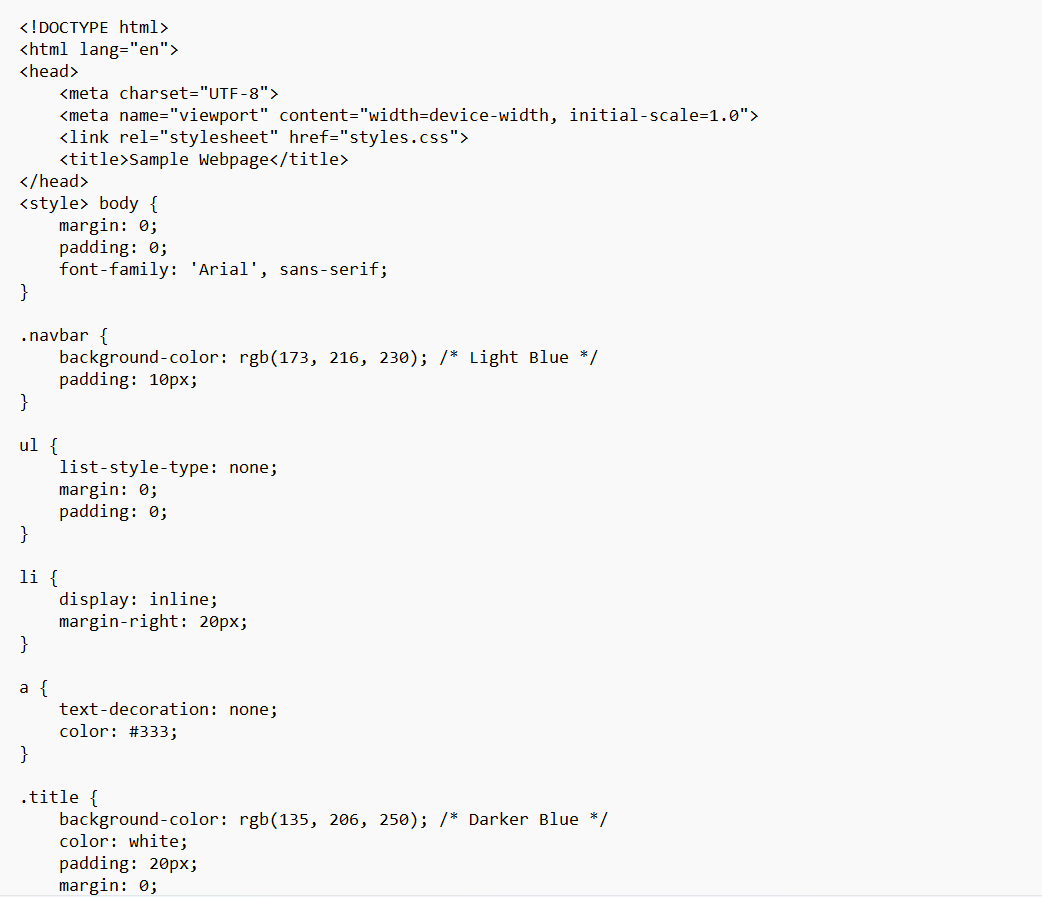 <!DOCTYPE html>
<html lang="en">
<head>
    <meta charset="UTF-8">
    <meta name="viewport" content="width=device-width, initial-scale=1.0">
    <link rel="stylesheet" href="styles.css">
    <title>Sample Webpage</title>
</head>
<style> body {
    margin: 0;
    padding: 0;
    font-family: 'Arial', sans-serif;
}

.navbar {
    background-color: rgb(173, 216, 230); /* Light Blue */
    padding: 10px;
}

ul {
    list-style-type: none;
    margin: 0;
    padding: 0;
}

li {
    display: inline;
    margin-right: 20px;
}

a {
    text-decoration: none;
    color: #333;
}

.title {
    background-color: rgb(135, 206, 250); /* Darker Blue */
    color: white;
    padding: 20px;
    margin: 0;